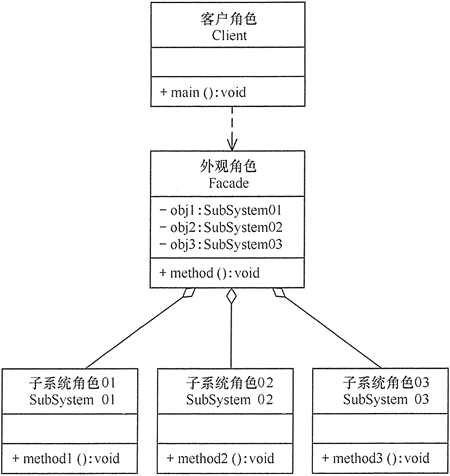 客户角色
Client
+ main():void
外观角色
Facade
- obj1:SubSystem01
- obj2:SubSystem02
- obj3:SubSystem03
+ method():void
子系统角色01
SubSystem 01
+ method1():void
子系统角色02
SubSystem 02
+ method2():void
子系统角色03
SubSystem 03
+ method3():void